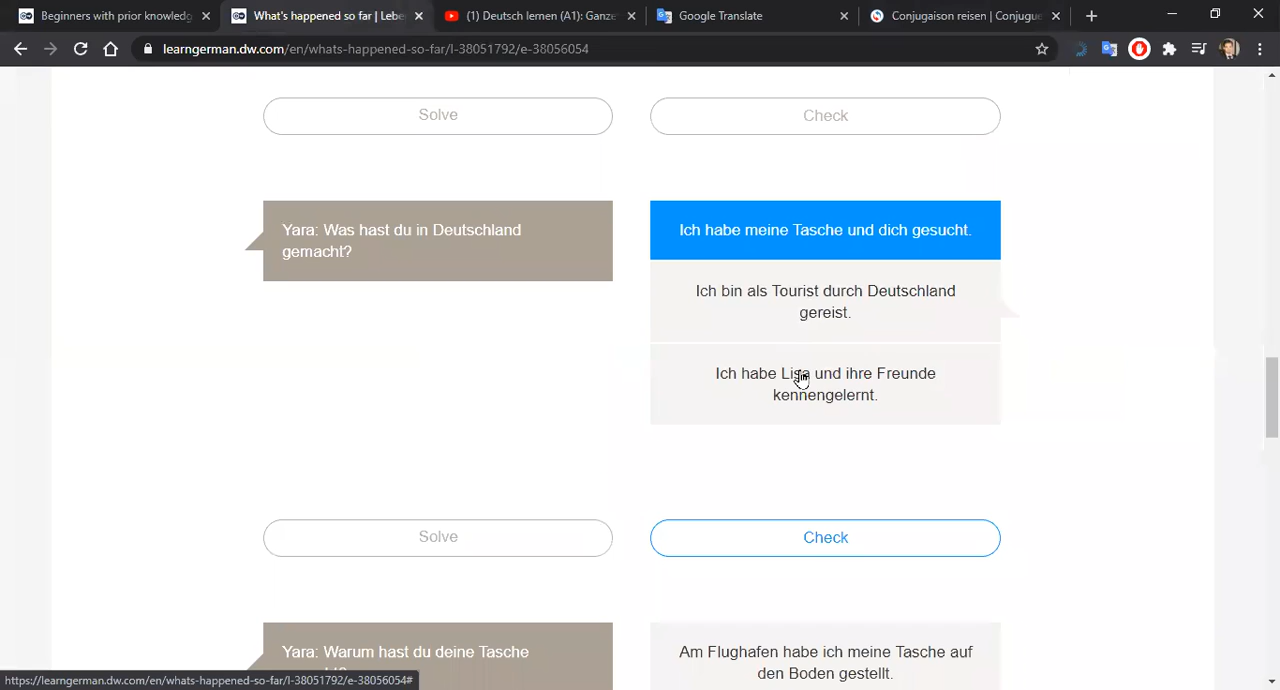 Beginners with prior knowledg
What's happened so far | Lebe
(1) Deutsch lernen (A1): Ganze
Google Translate
Conjugaison reisen | Conjugue
learngerman.dw.com/en/whats-happened-so-far/l-38051792/e-38056054
Solve
Check
Yara: Was hast du in Deutschland
gemacht?
Ich habe meine Tasche und dich gesucht.
Ich bin als Tourist durch Deutschland
gereist.
Ich habe Lisa und ihre Freunde
kennengelernt.
Solve
Check
Yara: Warum hast du deine Tasche
Am Flughafen habe ich meine Tasche auf
den Boden gestellt.
https://learngerman.dw.com/en/whats-happened-so-far/l-38051792/e-38056054#